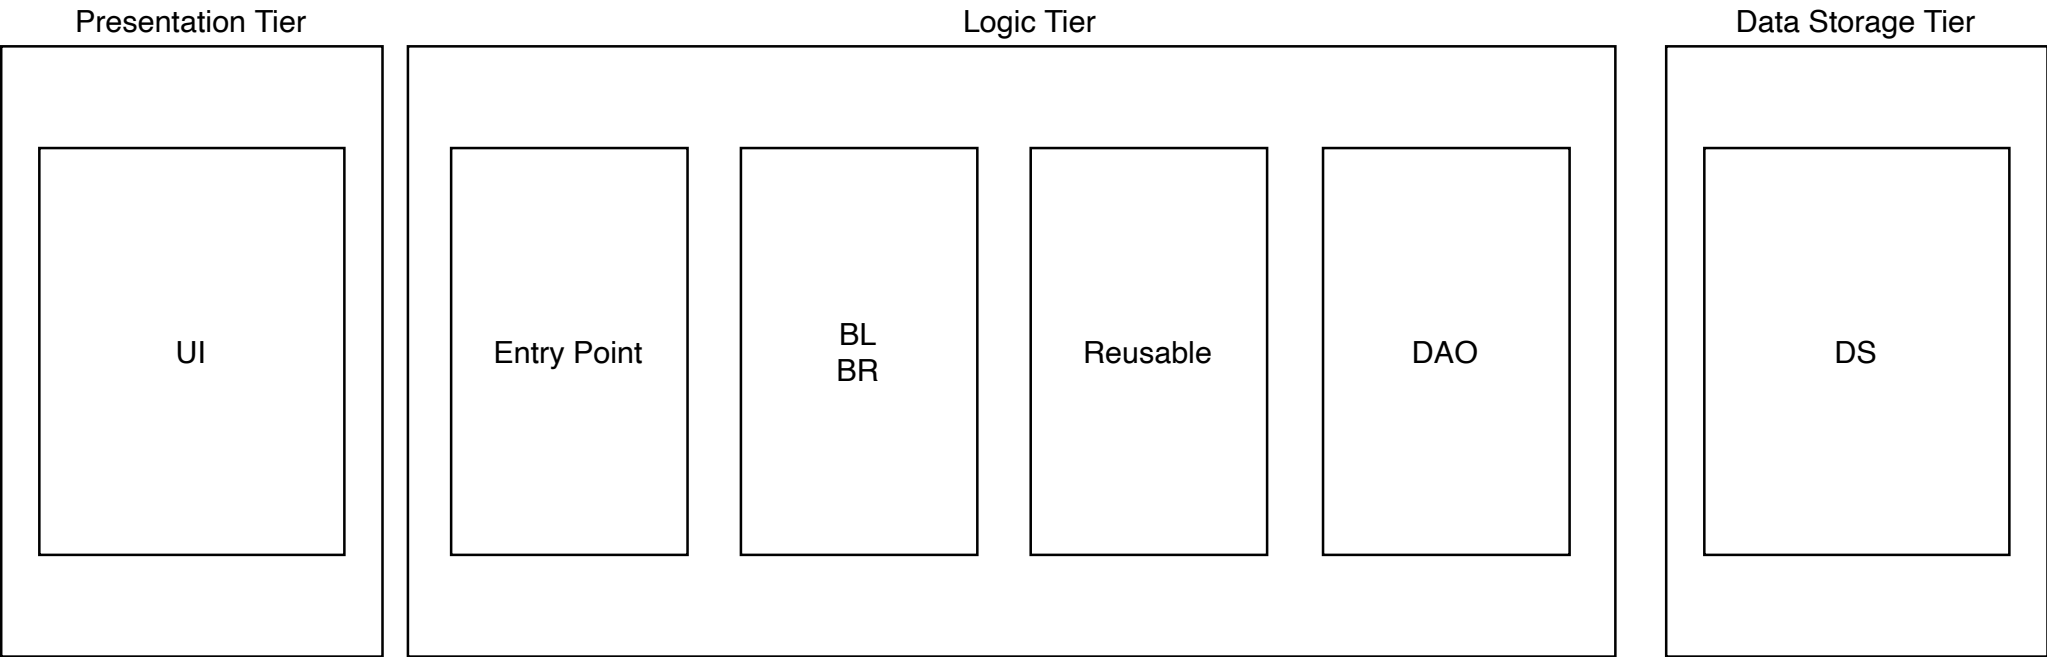 Presentation Tier
Logic Tier
Data Storage Tier
UI
Entry Point
BL
BR
Reusable
DAO
DS